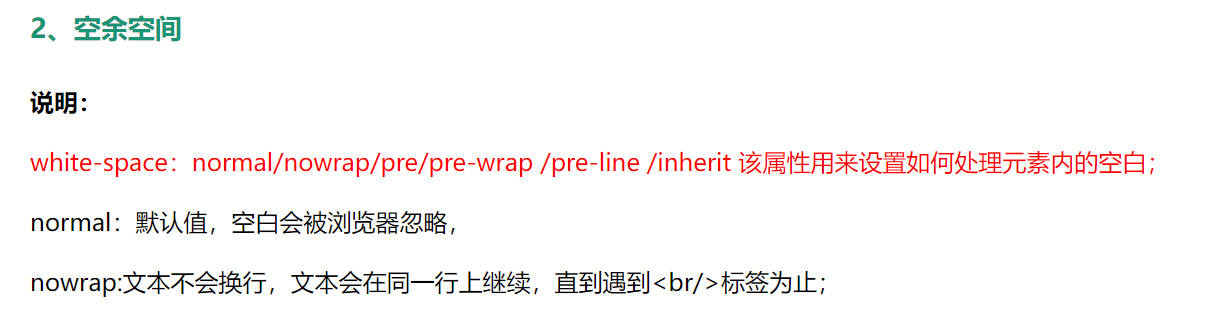 2、空余空间
说明：
white-space：normal/nowrap/pre/pre-wrap /pre-line /inherit 该属性用来设置如何处理元素内的空白；
normal：默认值，空白会被浏览器忽略，
nowrap:文本不会换行，文本会在同一行上继续，直到遇到<br/>标签为止；